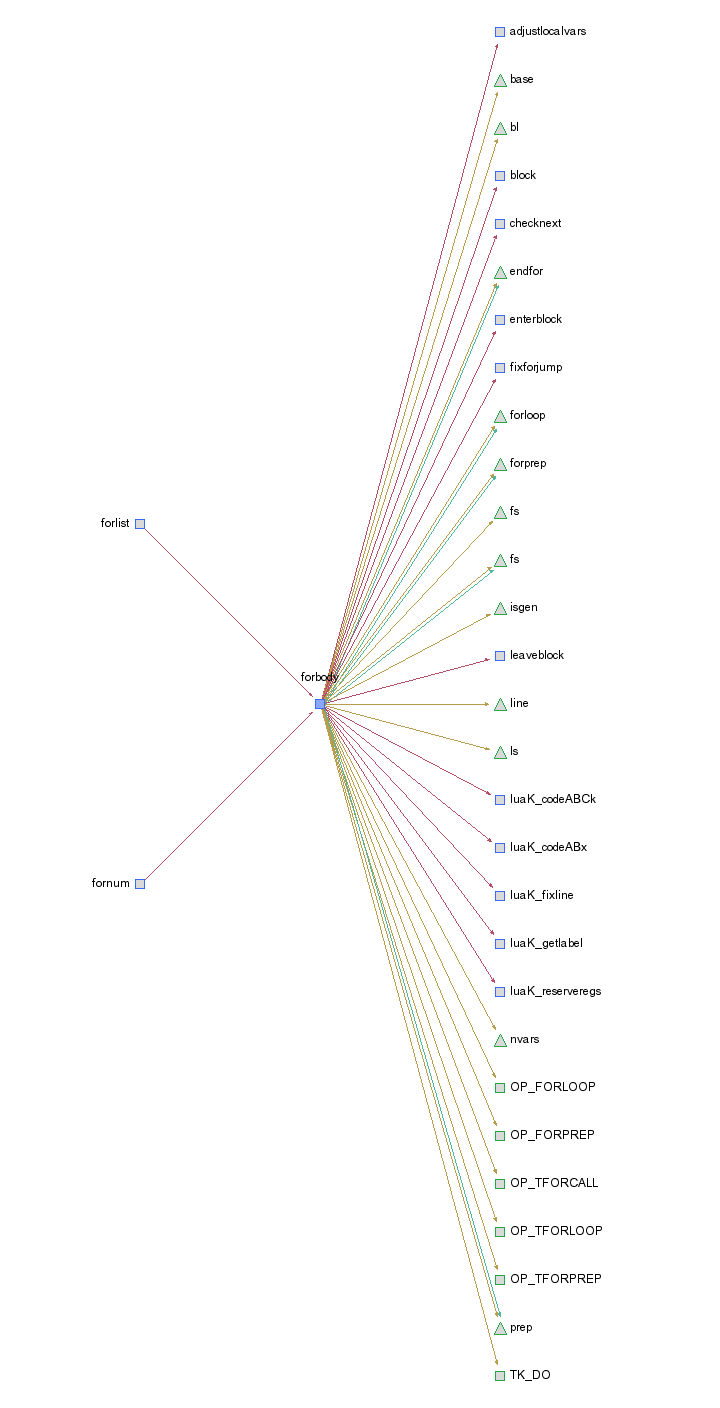 adjustlocalvars
base
bl
block
checknext
endfor
enterblock
fixforjump
forloop
forprep
fs
forlist
fs
isgen
leaveblock
forbody
line
ls
luaK_codeABCk
luaK_codeABx
fornum
luaK_fixline
luaK_getlabel
luaK_reserveregs
nvars
OP_FORLOOP
OP_FORPREP
OP_TFORCALL
OP_TFORLOOP
OP_TFORPREP
prep
TK_DO